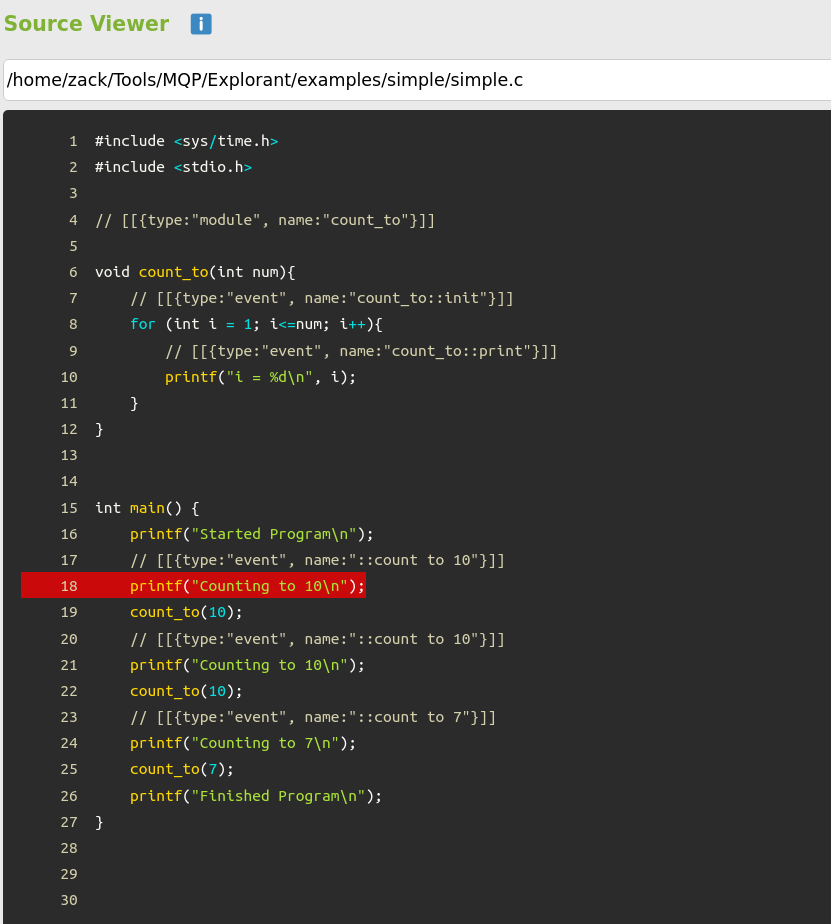 Source Viewer i
/home/zack/Tools/MQP/Explorant/examples/simple/simple.c
1 #include <sys/time.h>
2 #include <stdio.h>
3
4 // [[{type:"module", name:"count_to"}]]
5
6 void count_to(int num){
7     // [[{type:"event", name:"count_to::init"}]]
8     for (int i = 1; i<=num; i++){
9         // [[{type:"event", name:"count_to::print"}]]
10         printf("i = %d\n", i);
11     }
12 }
13
14
15 int main() {
16     printf("Started Program\n");
17     // [[{type:"event", name:"::count to 10"}]]
18     printf("Counting to 10\n");
19     count_to(10);
20     // [[{type:"event", name:"::count to 10"}]]
21     printf("Counting to 10\n");
22     count_to(10);
23     // [[{type:"event", name:"::count to 7"}]]
24     printf("Counting to 7\n");
25     count_to(7);
26     printf("Finished Program\n");
27 }
28
29
30